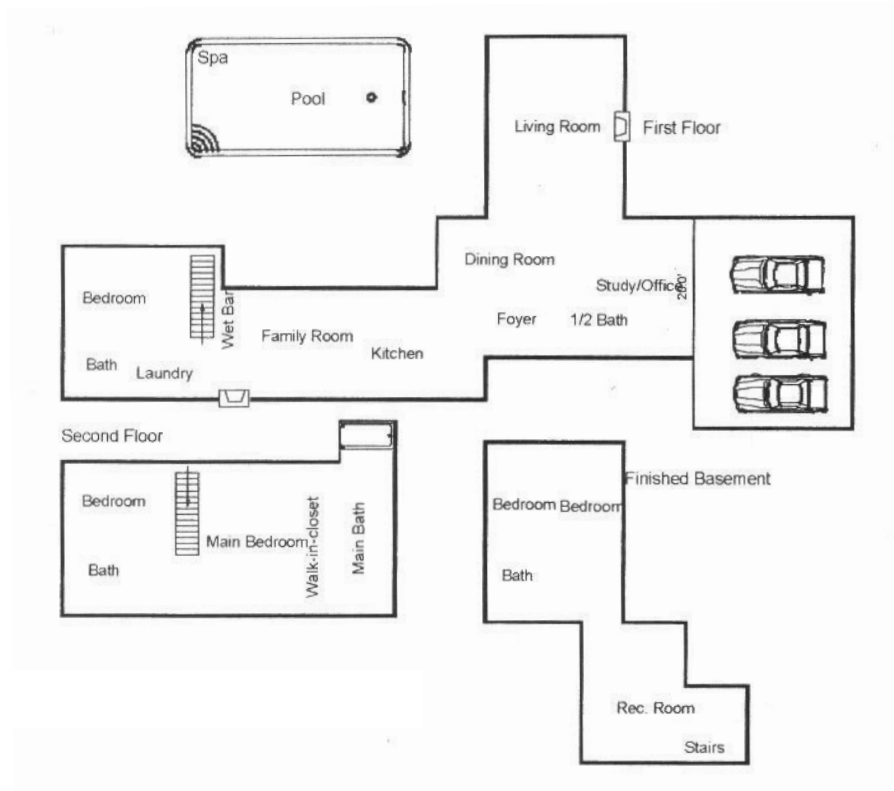 Spa
Pool
Living Room
First Floor
Dining Room
Study/Office
20'0'
Bedroom
Wet Bar
Family Room
Foyer
1/2 Bath
Kitchen
Bath
Laundry
Second Floor
Bedroom
Main Bedroom
Walk-in-closet
Main Bath
Bath
Finished Basement
Bedroom
Bedroom
Bath
Rec. Room
Stairs